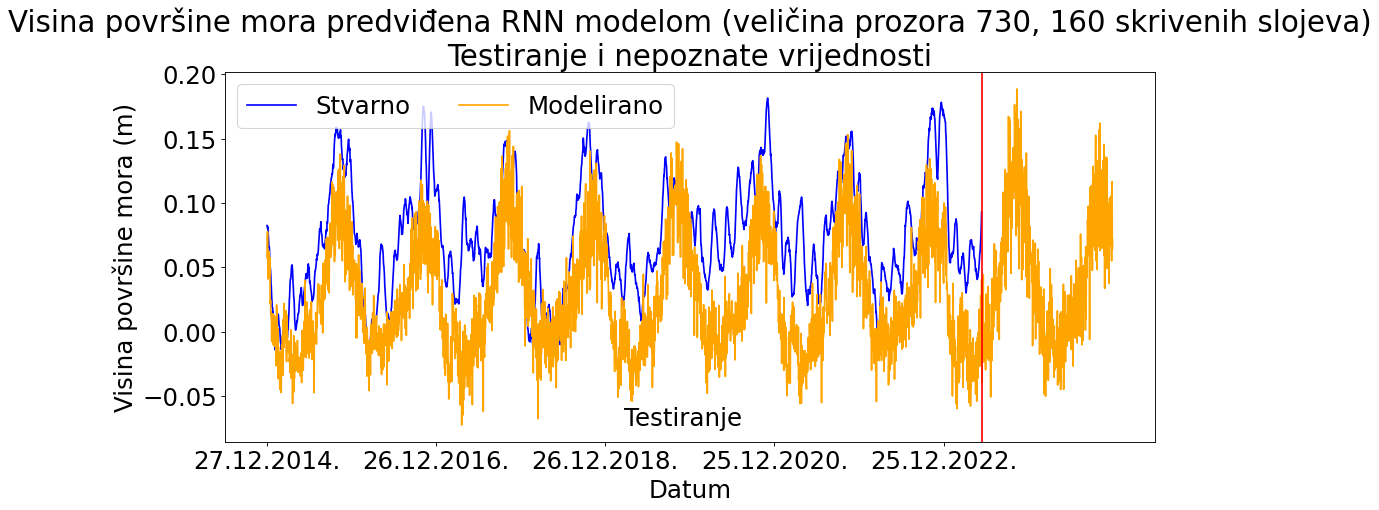 Visina površine mora predviđena RNN modelom (veličina prozora 730, 160 skrivenih slojeva)
Testiranje i nepoznate vrijednosti
Visina površine mora (m)
0.20
0.15
0.10
0.05
0.00
−0.05
Stvarno Modelirano
Testiranje
27.12.2014. 26.12.2016. 26.12.2018. 25.12.2020. 25.12.2022.
Datum